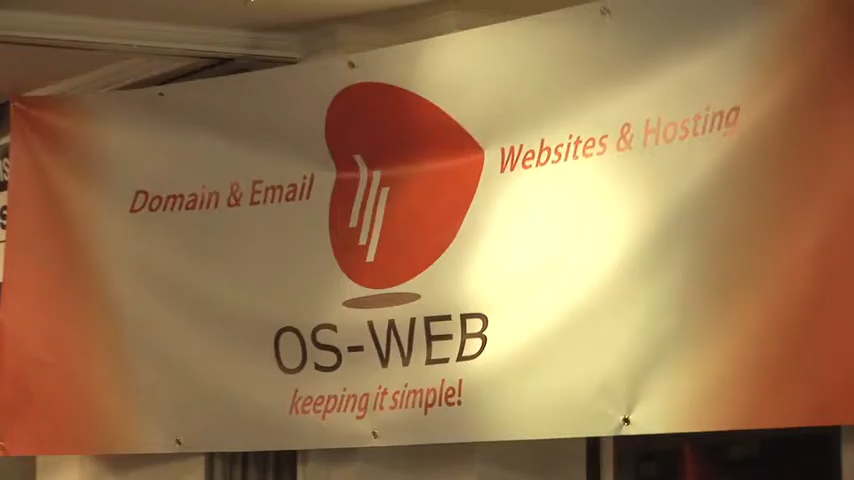 Domain & Email
Websites & Hosting
OS-WEB
keeping it simple!